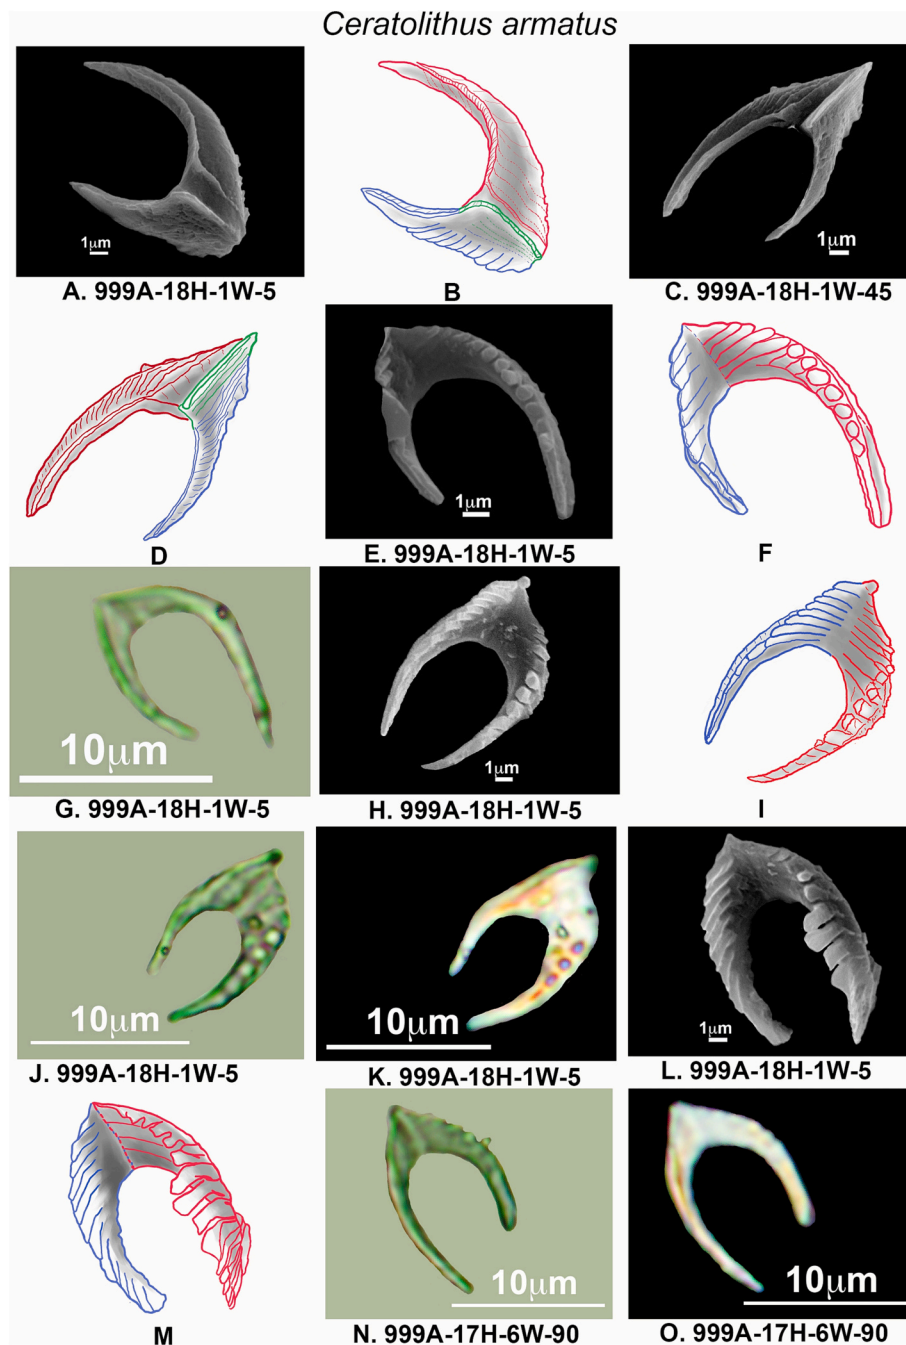 Ceratolithus armatus
1µm
1µm
A. 999A-18H-1W-5
B
C. 999A-18H-1W-45
1µm
D
E. 999A-18H-1W-5
F
10µm
1µm
G. 999A-18H-1W-5
H. 999A-18H-1W-5
I
10µm
10µm
1µm
J. 999A-18H-1W-5
K. 999A-18H-1W-5
L. 999A-18H-1W-5
10µm
10µm
M
N. 999A-17H-6W-90
O. 999A-17H-6W-90